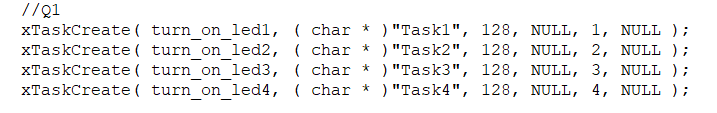 //Q1
xTaskCreate( turn_on_led1, ( char * )"Task1", 128, NULL, 1, NULL );
xTaskCreate( turn_on_led2, ( char * )"Task2", 128, NULL, 2, NULL );
xTaskCreate( turn_on_led3, ( char * )"Task3", 128, NULL, 3, NULL );
xTaskCreate( turn_on_led4, ( char * )"Task4", 128, NULL, 4, NULL );